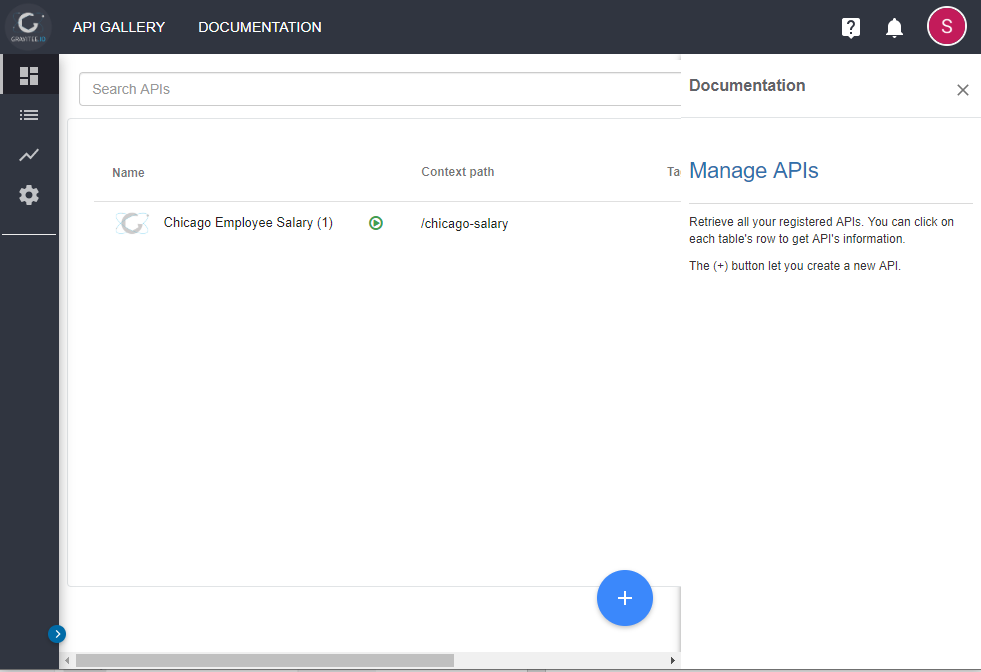 GRAVITEE.IO
API GALLERY
DOCUMENTATION
?
S
Search APIs
Documentation
Name
Context path
Ta
Manage APIs
Chicago Employee Salary (1)
/chicago-salary
Retrieve all your registered APIs. You can click on
each table's row to get API's information.
The (+) button let you create a new API.